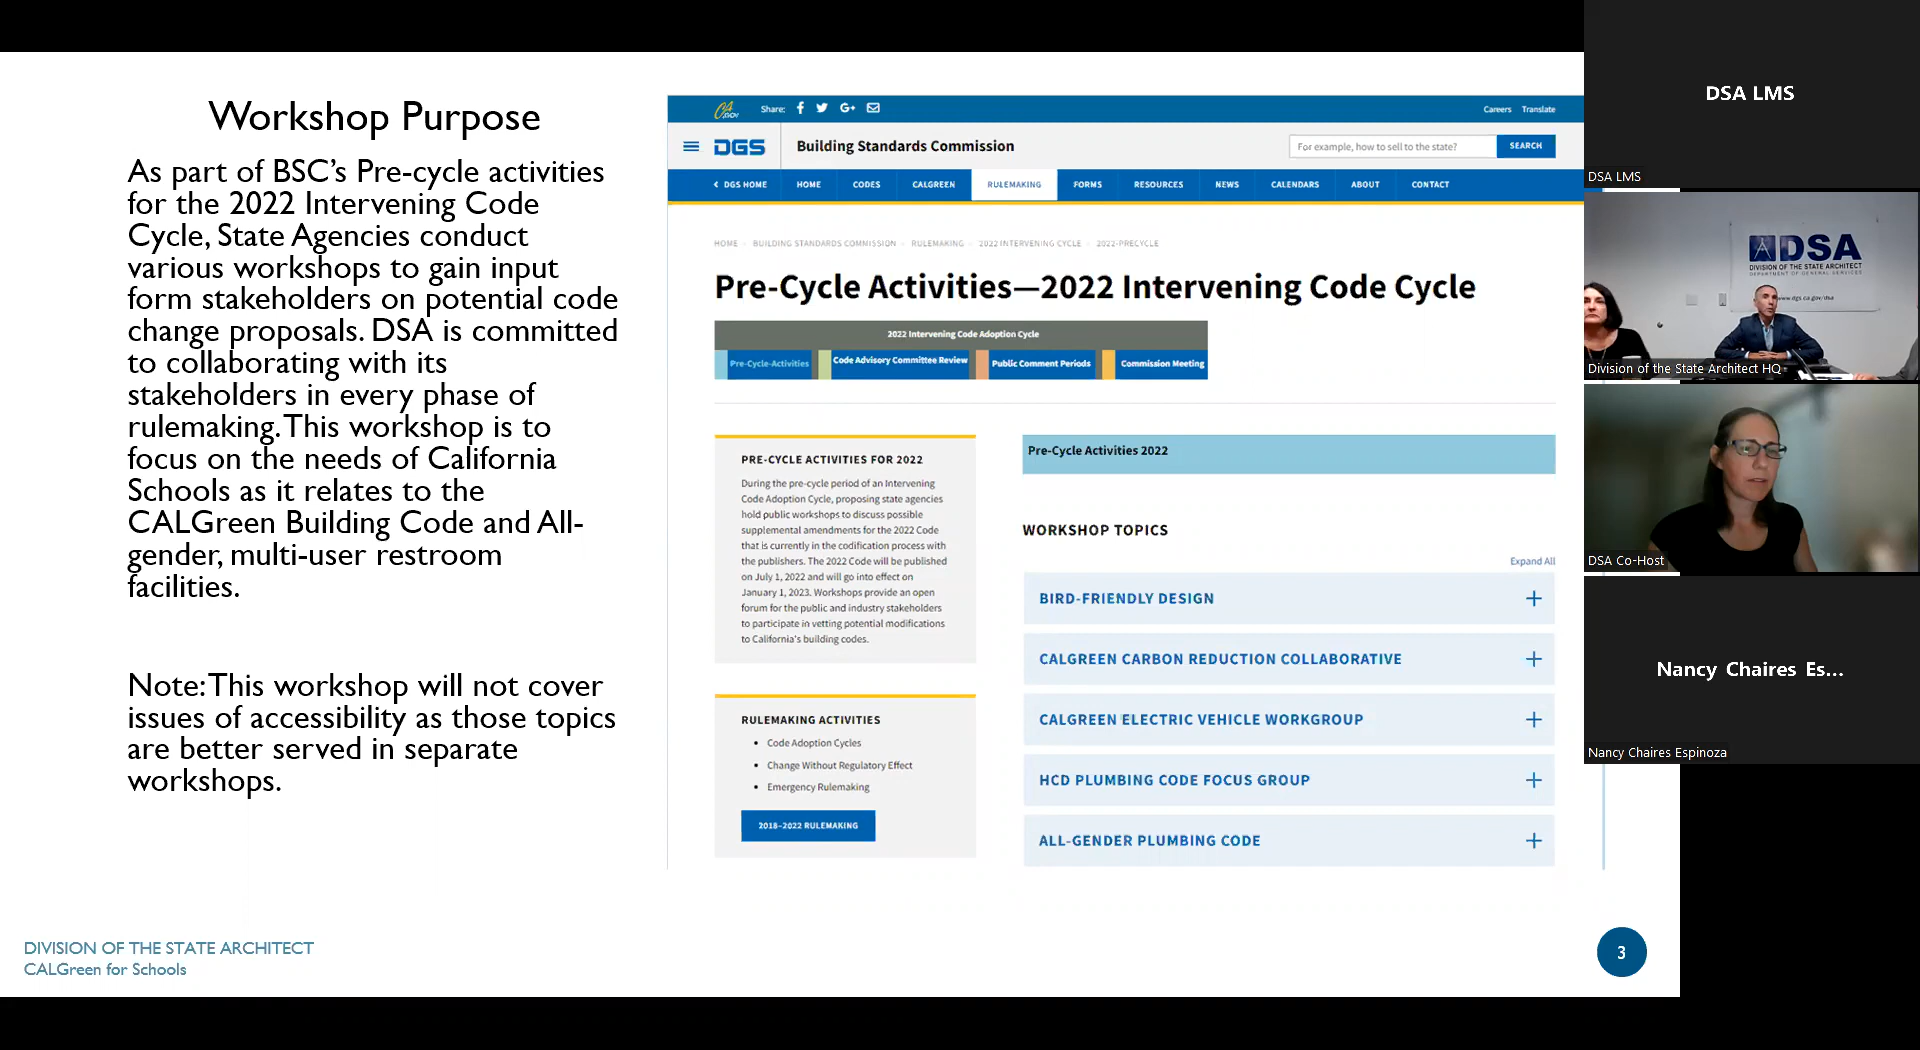 Workshop Purpose
As part of BSC's Pre-cycle activities
for the 2022 Intervening Code
Cycle, State Agencies conduct
various workshops to gain input
form stakeholders on potential code
change proposals. DSA is committed
to collaborating with its
stakeholders in every phase of
rulemaking. This workshop is to
focus on the needs of California
Schools as it relates to the
CALGreen Building Code and All-
gender, multi-user restroom
facilities.
Note: This workshop will not cover
issues of accessibility as those topics
are better served in separate
workshops.
CA.GOV
Share:
Careers Translate
DGS
Building Standards Commission
For example, how to sell to the state?
SEARCH
DGS HOME HOME CODES CALGREEN RULEMAKING FORMS RESOURCES NEWS CALENDARS ABOUT CONTACT
HOME BUILDING STANDARDS COMMISSION RULEMAKING 2022 INTERVENING CYCLE 2022-PRECYCLE
Pre-Cycle Activities—2022 Intervening Code Cycle
2022 Intervening Code Adoption Cycle
Pre-Cycle-Activities Code Advisory Committee Review Public Comment Periods Commission Meeting
PRE-CYCLE ACTIVITIES FOR 2022
During the pre-cycle period of an Intervening
Code Adoption Cycle, proposing state agencies
hold public workshops to discuss possible
supplemental amendments for the 2022 Code
that is currently in the codification process with
the publishers. The 2022 Code will be published
on July 1, 2022 and will go into effect on
January 1, 2023. Workshops provide an open
forum for the public and industry stakeholders
to participate in vetting potential modifications
to California's building codes.
RULEMAKING ACTIVITIES
• Code Adoption Cycles
• Change Without Regulatory Effect
• Emergency Rulemaking
2018-2022 RULEMAKING
Pre-Cycle Activities 2022
WORKSHOP TOPICS
Expand All
BIRD-FRIENDLY DESIGN +
CALGREEN CARBON REDUCTION COLLABORATIVE +
CALGREEN ELECTRIC VEHICLE WORKGROUP +
HCD PLUMBING CODE FOCUS GROUP +
ALL-GENDER PLUMBING CODE +
DIVISION OF THE STATE ARCHITECT
CALGreen for Schools
3
DSA LMS
DSA LMS
DSA
DIVISION OF THE STATE ARCHITECT
DEPARTMENT OF GENERAL SERVICES
www.dgs.ca.gov/dsa
Division of the State Architect HQ
DSA Co-Host
Nancy Chaires Es...
Nancy Chaires Espinoza